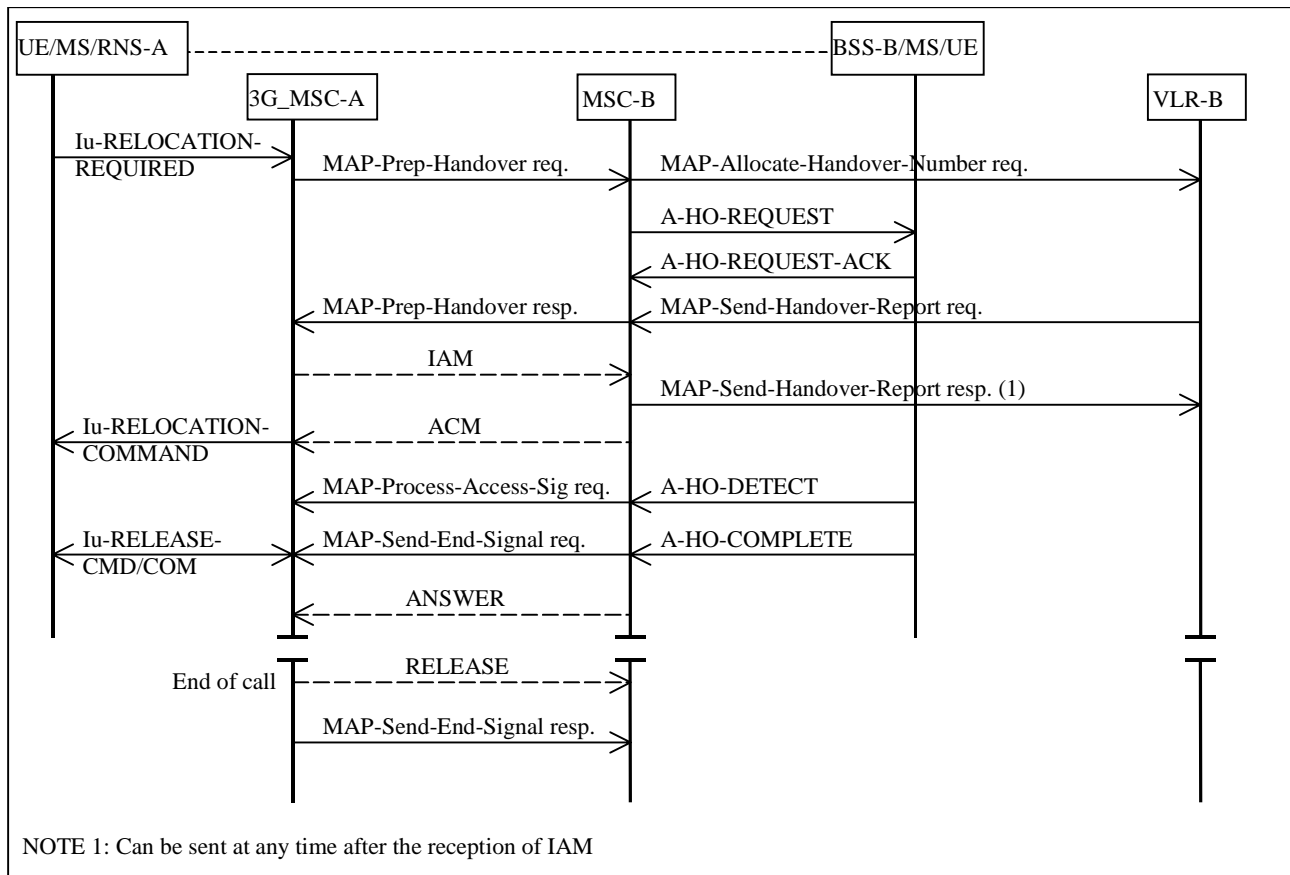 UE/MS/RNS-A
BSS-B/MS/UE
3G_MSC-A
MSC-B
VLR-B
Iu-RELOCATION-
REQUIRED
MAP-Prep-Handover req.
MAP-Allocate-Handover-Number req.
A-HO-REQUEST
A-HO-REQUEST-ACK
MAP-Prep-Handover resp.
MAP-Send-Handover-Report req.
IAM
MAP-Send-Handover-Report resp. (1)
Iu-RELOCATION-
COMMAND
ACM
MAP-Process-Access-Sig req.
A-HO-DETECT
Iu-RELEASE-
CMD/COM
MAP-Send-End-Signal req.
A-HO-COMPLETE
ANSWER
RELEASE
End of call
MAP-Send-End-Signal resp.
NOTE 1: Can be sent at any time after the reception of IAM